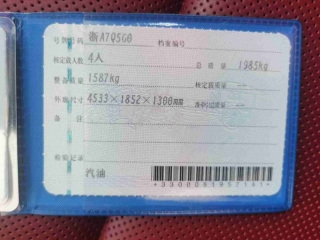 号牌号码 浙A7Q5G0 档案编号
核定载人数 4人 总质量 1985kg
整备质量 1587kg 核定载质量 --
外廓尺寸 4533×1852×1300mm 准牵引总质量 --
备注
检验记录
汽油